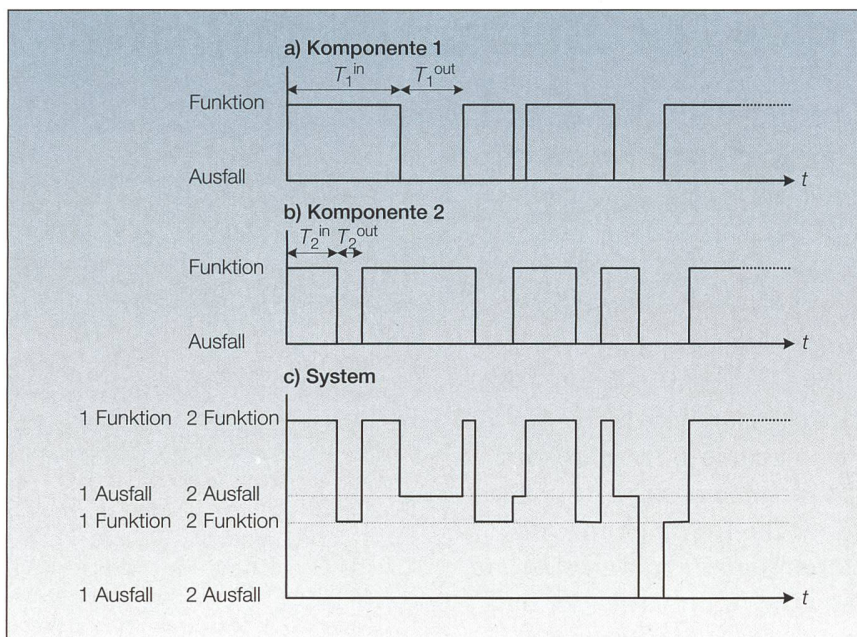 a) Komponente 1
T₁ⁱⁿ T₁ᵒᵘᵗ
Funktion
Ausfall
t
b) Komponente 2
T₂ⁱⁿ T₂ᵒᵘᵗ
Funktion
Ausfall
t
c) System
1 Funktion 2 Funktion
1 Ausfall 2 Ausfall
1 Funktion 2 Funktion
1 Ausfall 2 Ausfall
t